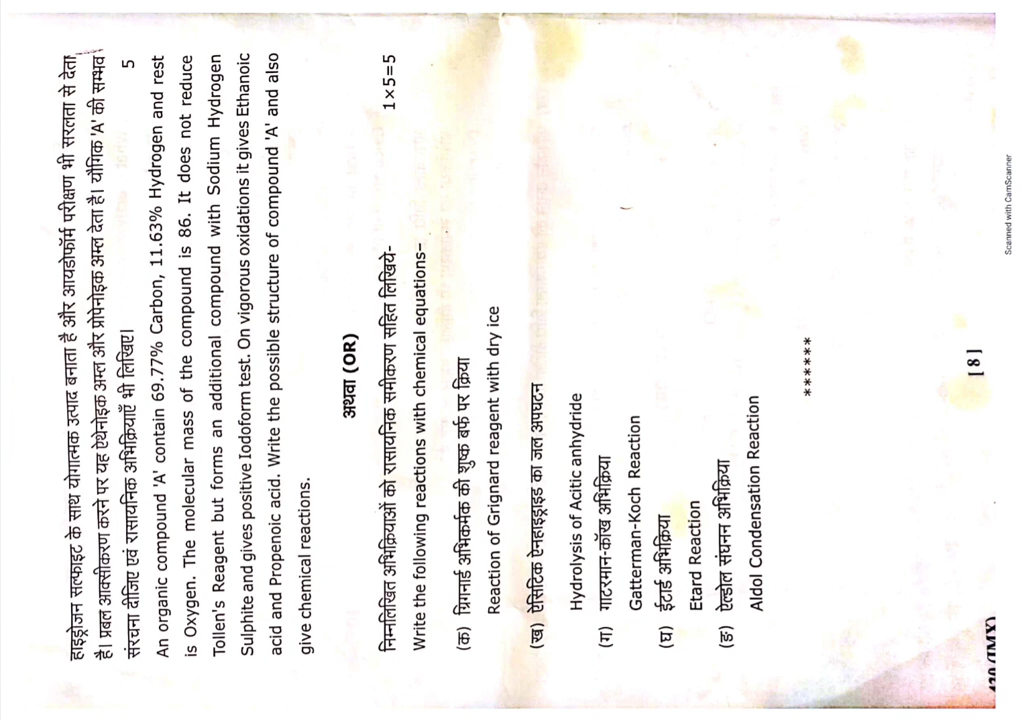 हाइड्रोजन सल्फाइट के साथ योगात्मक उत्पाद बनाता है और आयडोफॉर्म परीक्षण भी सरलता से देता
है। प्रबल आक्सीकरण करने पर यह ऐथेनोइक अम्ल और प्रोपेनोइक अम्ल देता है। यौगिक 'A' की सम्भव
संरचना दीजिए एवं रासायनिक अभिक्रियाएँ भी लिखिए। 5
An organic compound 'A' contain 69.77% Carbon, 11.63% Hydrogen and rest
is Oxygen. The molecular mass of the compound is 86. It does not reduce
Tollen's Reagent but forms an additional compound with Sodium Hydrogen
Sulphite and gives positive Iodoform test. On vigorous oxidations it gives Ethanoic
acid and Propenoic acid. Write the possible structure of compound 'A' and also
give chemical reactions.
अथवा (OR)
निम्नलिखित अभिक्रियाओं को रासायनिक समीकरण सहित लिखिये- 1×5=5
Write the following reactions with chemical equations–
(क) ग्रिगनार्ड अभिकर्मक की शुष्क बर्फ पर क्रिया
Reaction of Grignard reagent with dry ice
(ख) ऐसिटिक ऐनहाइड्राइड का जल अपघटन
Hydrolysis of Acitic anhydride
(ग) गाटरमान-कॉख अभिक्रिया
Gatterman-Koch Reaction
(घ) ईटार्ड अभिक्रिया
Etard Reaction
(ङ) ऐल्डोल संघनन अभिक्रिया
Aldol Condensation Reaction
******
430 (IMX) [8]
Scanned with CamScanner